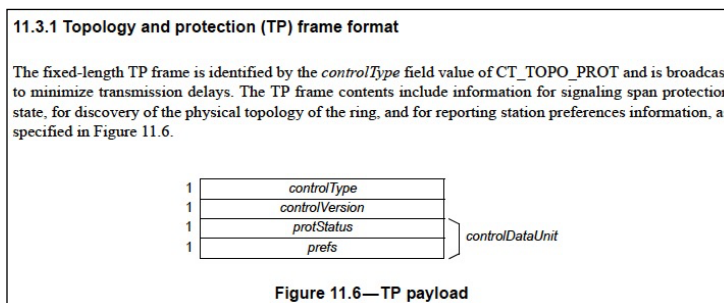 11.3.1 Topology and protection (TP) frame format
The fixed-length TP frame is identified by the controlType field value of CT_TOPO_PROT and is broadcas
to minimize transmission delays. The TP frame contents include information for signaling span protection
state, for discovery of the physical topology of the ring, and for reporting station preferences information, a
specified in Figure 11.6.
1 controlType
1 controlVersion
1 protStatus
controlDataUnit
1 prefs
Figure 11.6—TP payload